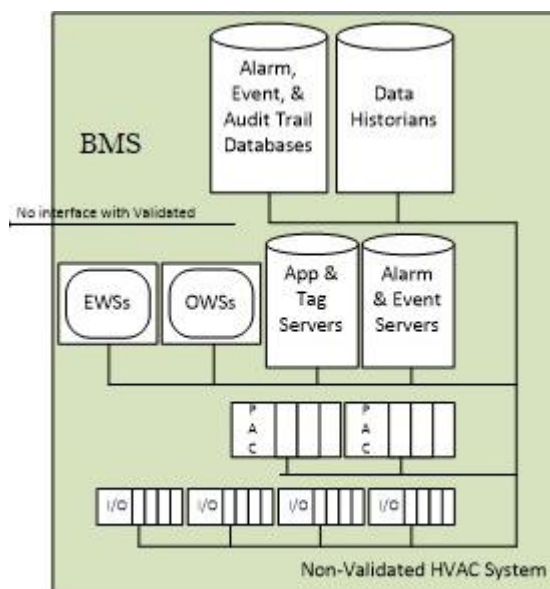 Alarm,
Event, &
Audit Trail
Databases
Data
Historians
BMS
No interface with Validated
EWSs
OWSs
App &
Tag
Servers
Alarm
& Event
Servers
P
A
C
P
A
C
I/O
I/O
I/O
I/O
Non-Validated HVAC System